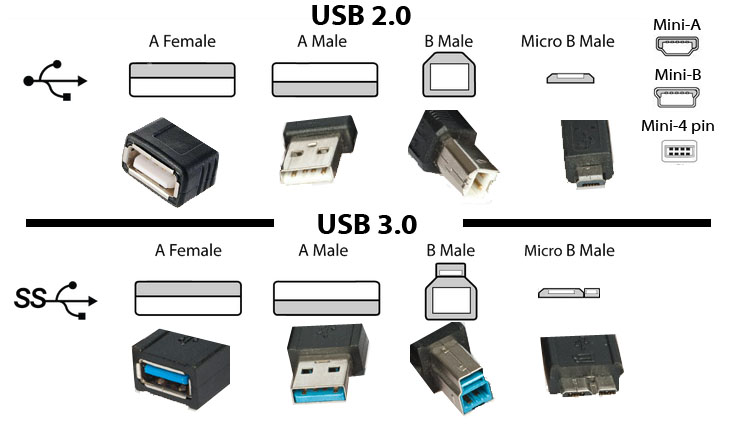 USB 2.0
A Female
A Male
B Male
Micro B Male
Mini-A
Mini-B
Mini-4 pin
USB 3.0
A Female
A Male
B Male
Micro B Male
SS